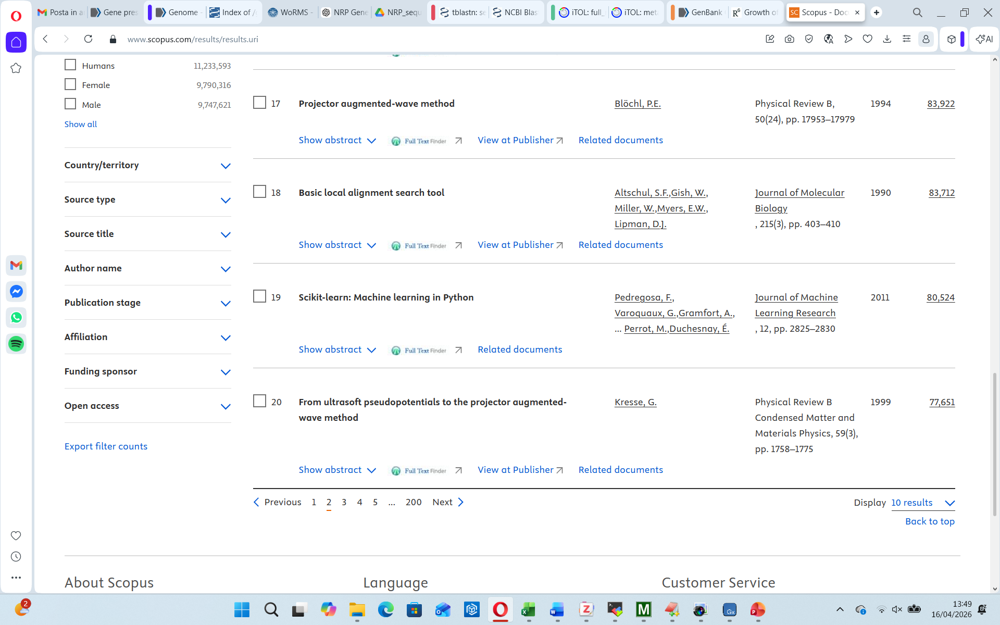 Posta in a
Gene pres
Genome -
Index of /
WoRMS -
NRP Gene
NRP_sequ
tblastn: se
NCBI Blas
iTOL: full_
iTOL: met
GenBank
Growth of
Scopus - Doc
www.scopus.com/results/results.uri
AI
Humans 11,233,593
Female 9,790,316
Male 9,747,621
Show all
Country/territory
Source type
Source title
Author name
Publication stage
Affiliation
Funding sponsor
Open access
Export filter counts
17 Projector augmented-wave method
Blöchl, P.E.
Physical Review B,
50(24), pp. 17953–17979
1994
83,922
Show abstract Full Text Finder View at Publisher Related documents
18 Basic local alignment search tool
Altschul, S.F.,Gish, W.,
Miller, W.,Myers, E.W.,
Lipman, D.J.
Journal of Molecular
Biology
, 215(3), pp. 403–410
1990
83,712
Show abstract Full Text Finder View at Publisher Related documents
19 Scikit-learn: Machine learning in Python
Pedregosa, F.,
Varoquaux, G.,Gramfort, A.,
... Perrot, M.,Duchesnay, É.
Journal of Machine
Learning Research
, 12, pp. 2825–2830
2011
80,524
Show abstract Full Text Finder Related documents
20 From ultrasoft pseudopotentials to the projector augmented-
wave method
Kresse, G.
Physical Review B
Condensed Matter and
Materials Physics, 59(3),
pp. 1758–1775
1999
77,651
Show abstract Full Text Finder View at Publisher Related documents
Previous 1 2 3 4 5 ... 200 Next
Display 10 results
Back to top
About Scopus
Language
Customer Service
2
13:49
16/04/2026